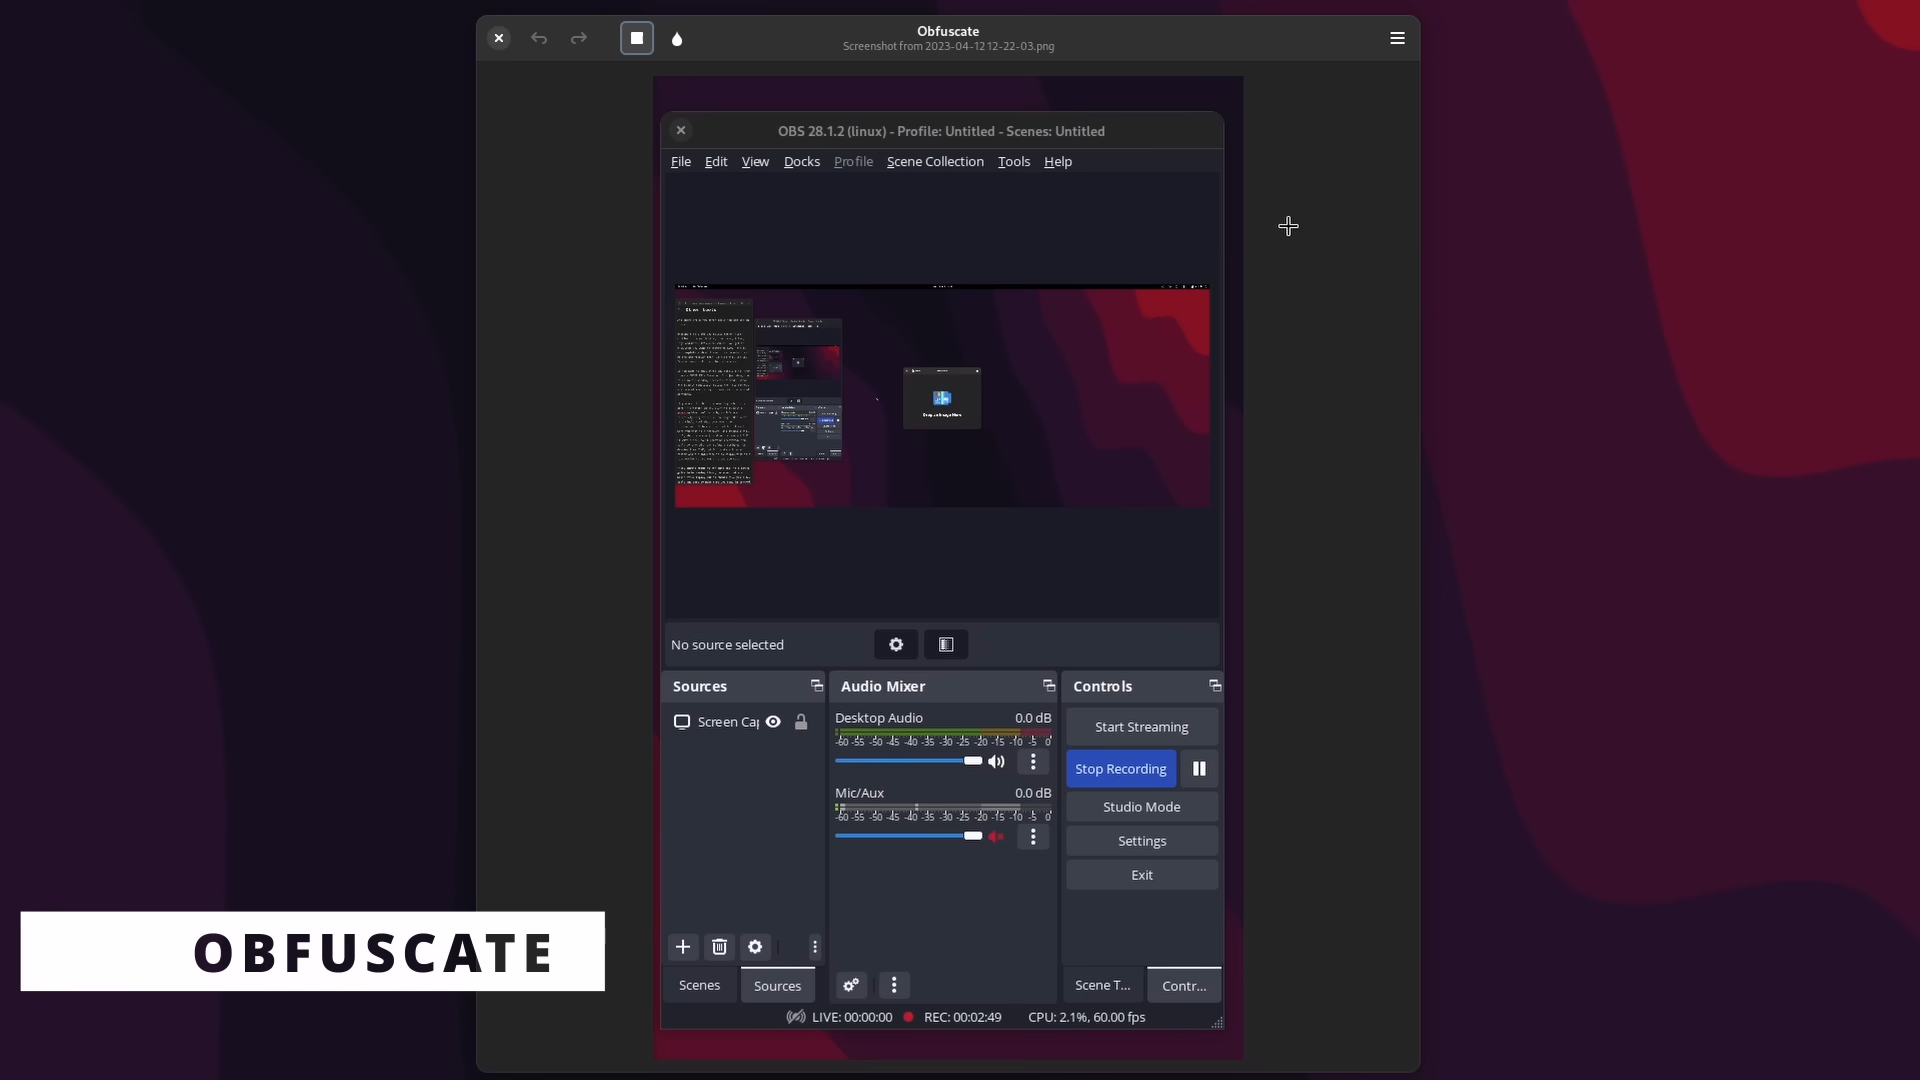 Obfuscate
Screenshot from 2023-04-12 12-22-03.png
OBS 28.1.2 (linux) - Profile: Untitled - Scenes: Untitled
File Edit View Docks Profile Scene Collection Tools Help
No source selected
Sources
Screen Cap
Scenes Sources
Audio Mixer
Desktop Audio 0.0 dB
-60 -55 -50 -45 -40 -35 -30 -25 -20 -15 -10 -5 0
Mic/Aux 0.0 dB
-60 -55 -50 -45 -40 -35 -30 -25 -20 -15 -10 -5 0
Controls
Start Streaming
Stop Recording
Studio Mode
Settings
Exit
Scene T... Contr...
LIVE: 00:00:00 REC: 00:02:49 CPU: 2.1%, 60.00 fps
OBFUSCATE